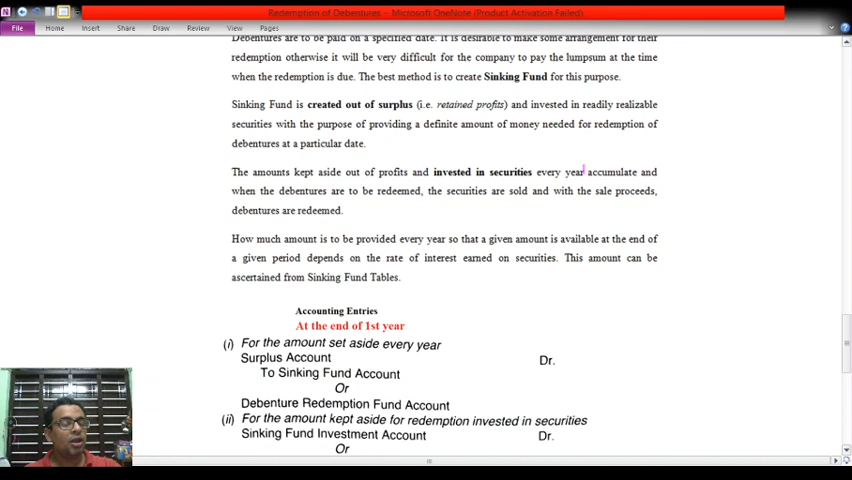 Redemption of Debentures - Microsoft OneNote (Product Activation Failed)
File Home Insert Share Draw Review View
Debentures are to be paid on a specified date. It is desirable to make some arrangement for their
redemption otherwise it will be very difficult for the company to pay the lumpsum at the time
when the redemption is due. The best method is to create Sinking Fund for this purpose.
Sinking Fund is created out of surplus (i.e. retained profits) and invested in readily realizable
securities with the purpose of providing a definite amount of money needed for redemption of
debentures at a particular date.
The amounts kept aside out of profits and invested in securities every year accumulate and
when the debentures are to be redeemed, the securities are sold and with the sale proceeds,
debentures are redeemed.
How much amount is to be provided every year so that a given amount is available at the end of
a given period depends on the rate of interest earned on securities. This amount can be
ascertained from Sinking Fund Tables.
Accounting Entries
At the end of 1st year
(i) For the amount set aside every year
Surplus Account Dr.
To Sinking Fund Account
Or
Debenture Redemption Fund Account
(ii) For the amount kept aside for redemption invested in securities
Sinking Fund Investment Account Dr.
Or